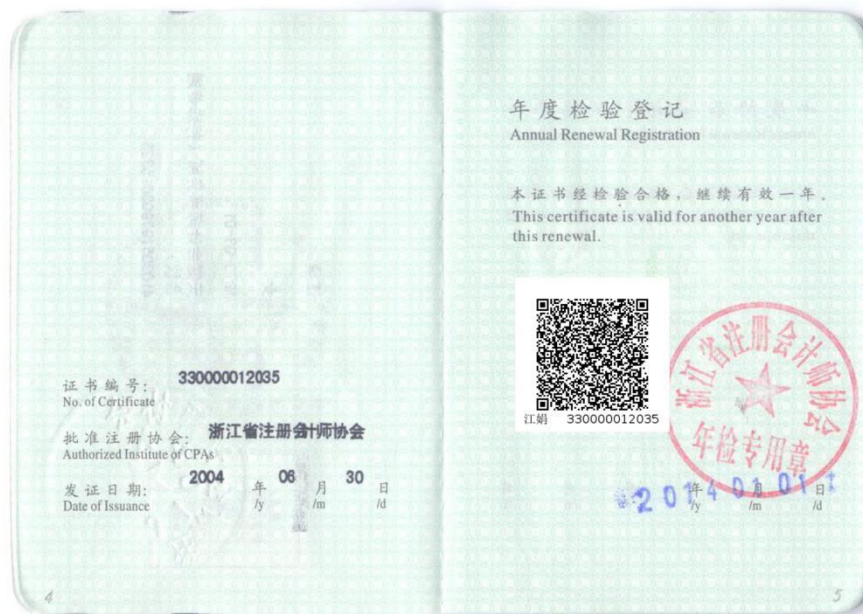 证书编号:
330000012035
No. of Certificate
批准注册协会:
浙江省注册会计师协会
Authorized Institute of CPAs
发证日期:
2004 年 06 月 30 日
Date of Issuance /y /m /d
4
年度检验登记
Annual Renewal Registration
本证书经检验合格，继续有效一年。
This certificate is valid for another year after
this renewal.
江娟 330000012035
浙江省注册会计师协会
年检专用章
2014 年 01 月 01 日
/y /m /d
5